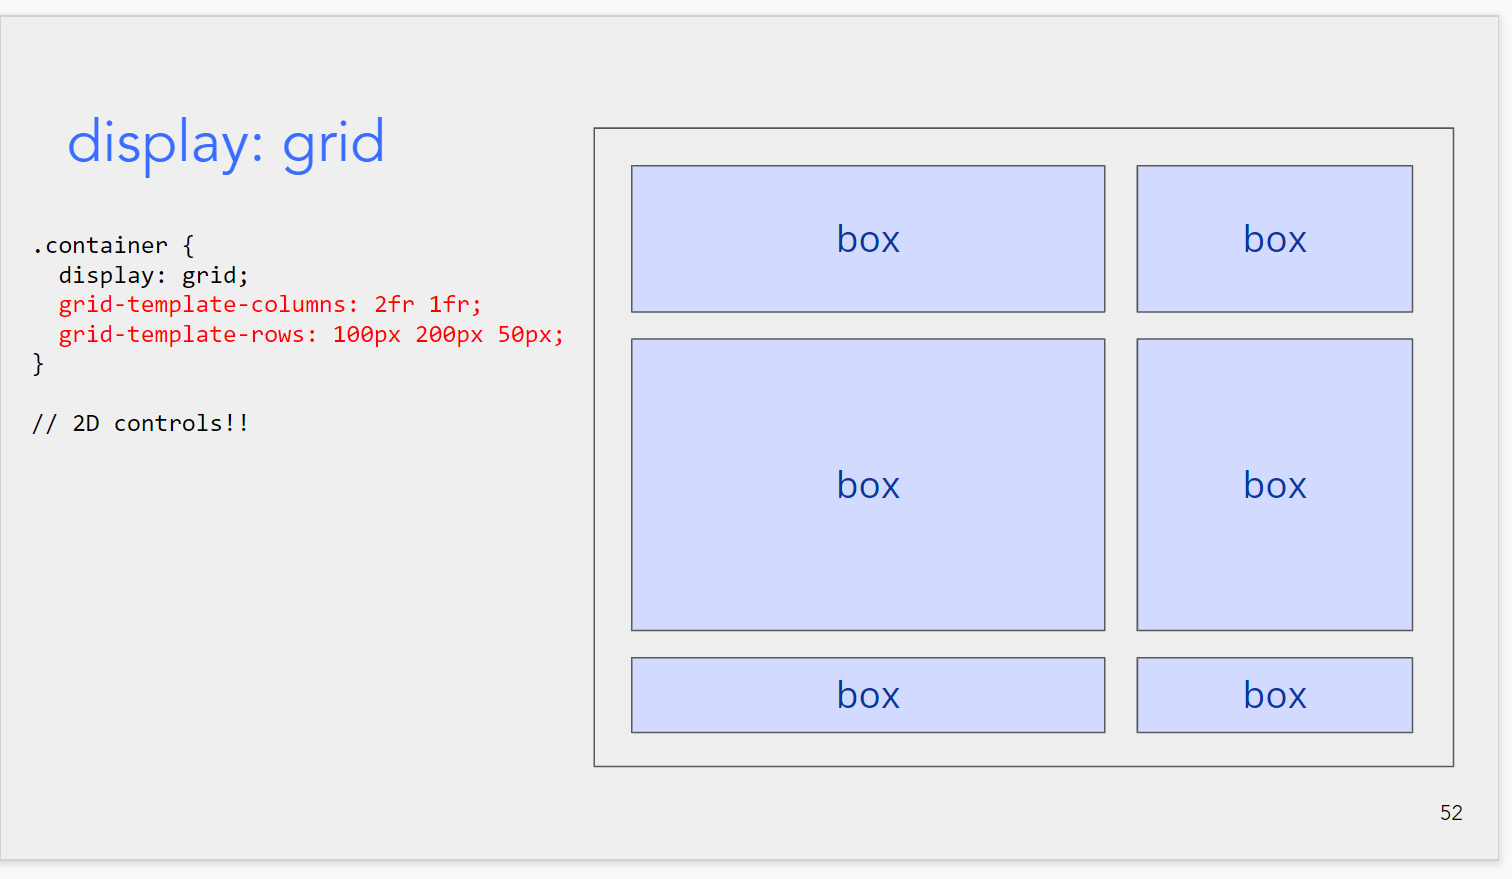 display: grid
.container {
  display: grid;
  grid-template-columns: 2fr 1fr;
  grid-template-rows: 100px 200px 50px;
}
// 2D controls!!
box box
box box
box box
52